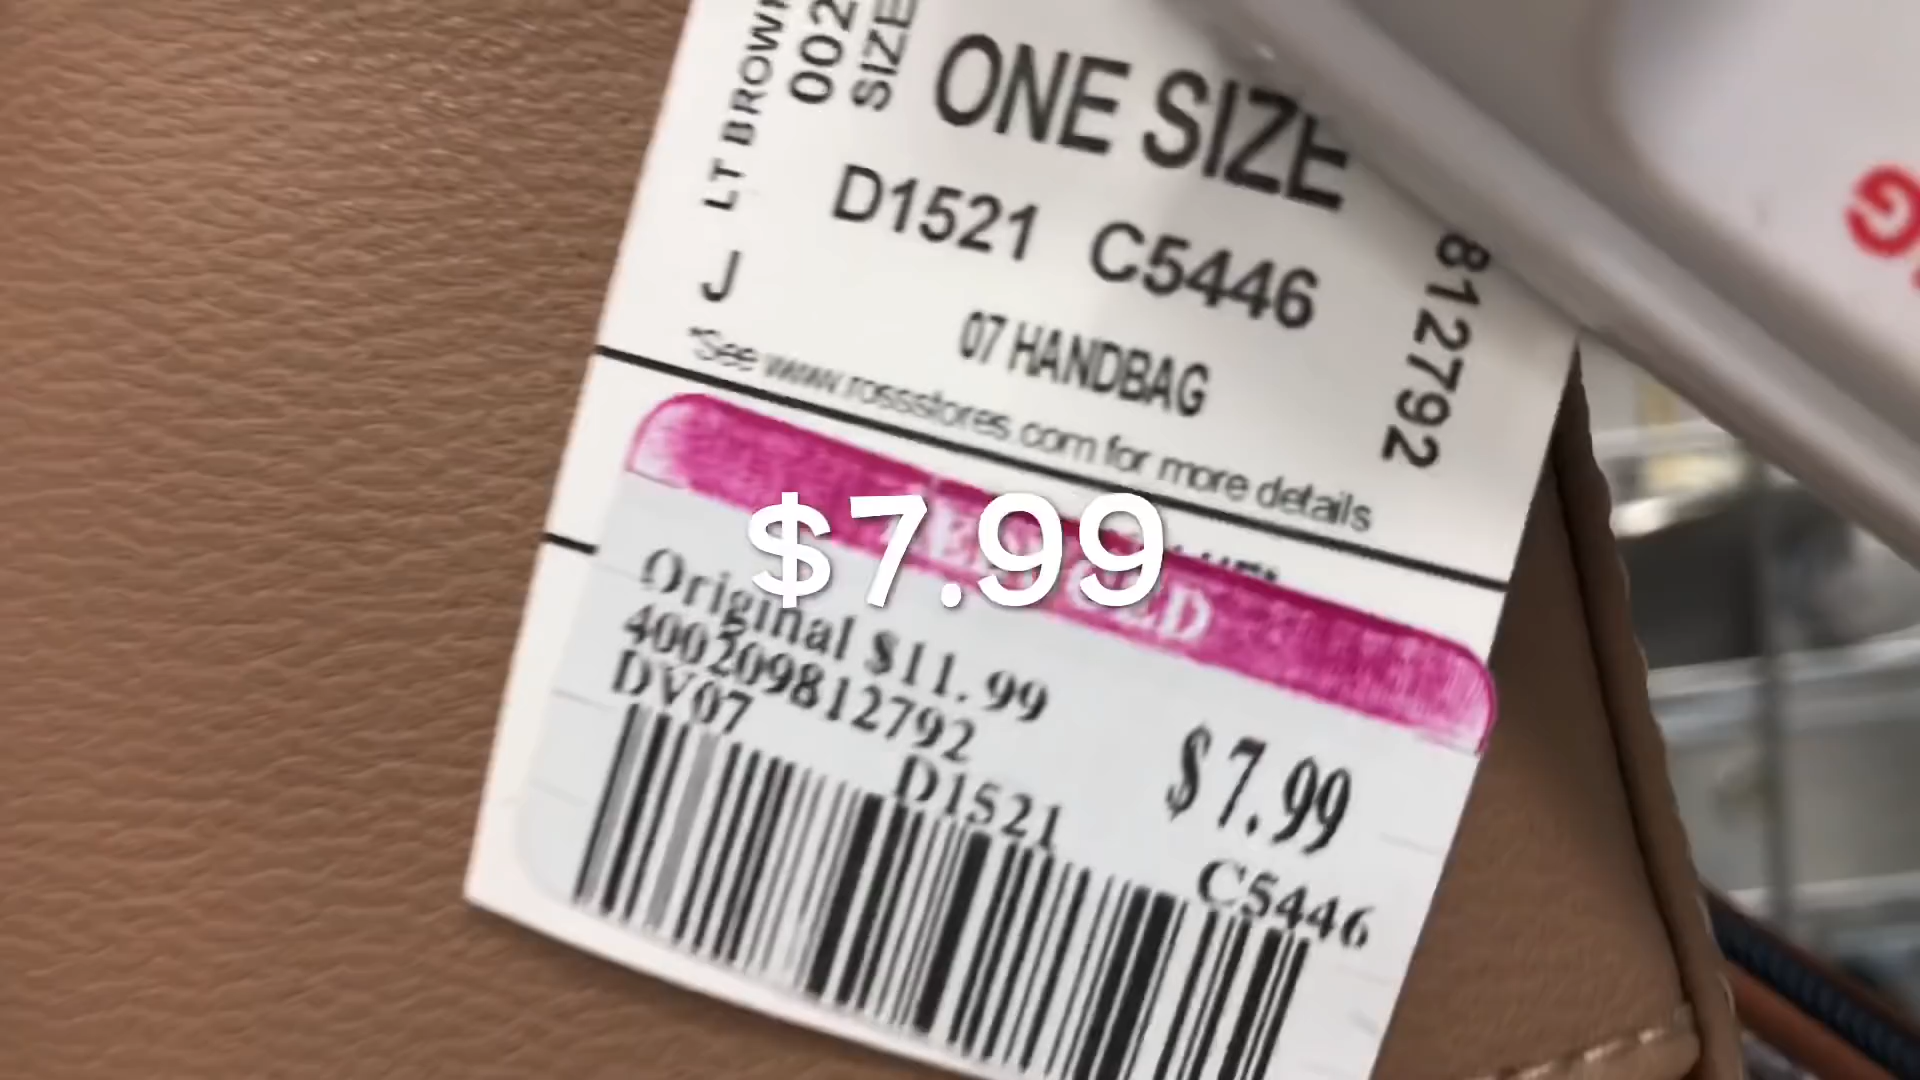 LT BROWN
002
SIZE
ONE SIZE
D1521 C5446
J
07 HANDBAG
812792
*See www.rossstores.com for more details
$7.99
Original $11.99
400209812792
DV07
D1521
$7.99
C5446
G